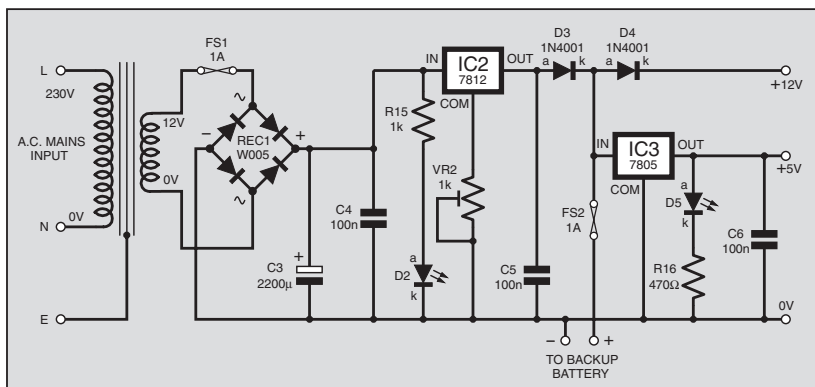 FS1
1A
L
230V
12V
A.C. MAINS
INPUT
0V
N
0V
E
~
−
REC1
W005
+
~
+
C3
2200µ
C4
100n
R15
1k
a
D2
k
IN
IC2
7812
OUT
COM
VR2
1k
C5
100n
D3
1N4001
a
k
D4
1N4001
a
k
+12V
IN
IC3
7805
OUT
COM
+5V
FS2
1A
a
D5
k
R16
470Ω
C6
100n
0V
− +
TO BACKUP
BATTERY